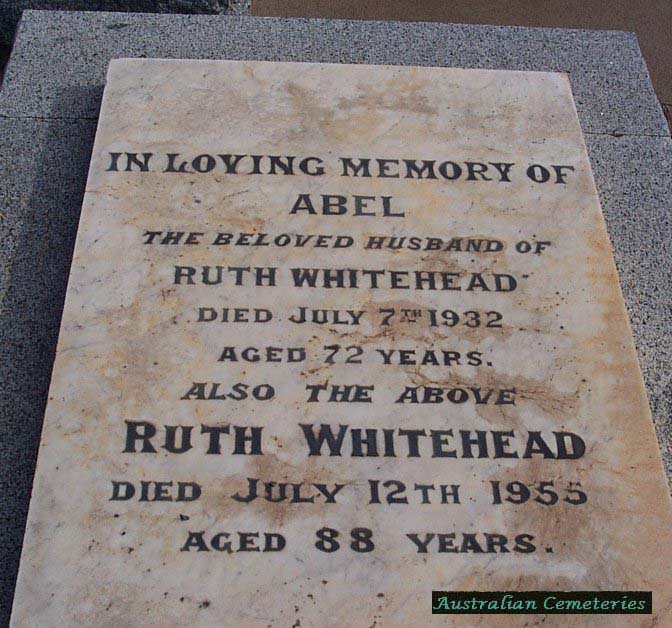 IN LOVING MEMORY OF
ABEL
THE BELOVED HUSBAND OF
RUTH WHITEHEAD
DIED JULY 7TH 1932
AGED 72 YEARS.
ALSO THE ABOVE
RUTH WHITEHEAD
DIED JULY 12TH 1955
AGED 88 YEARS.
Australian Cemeteries